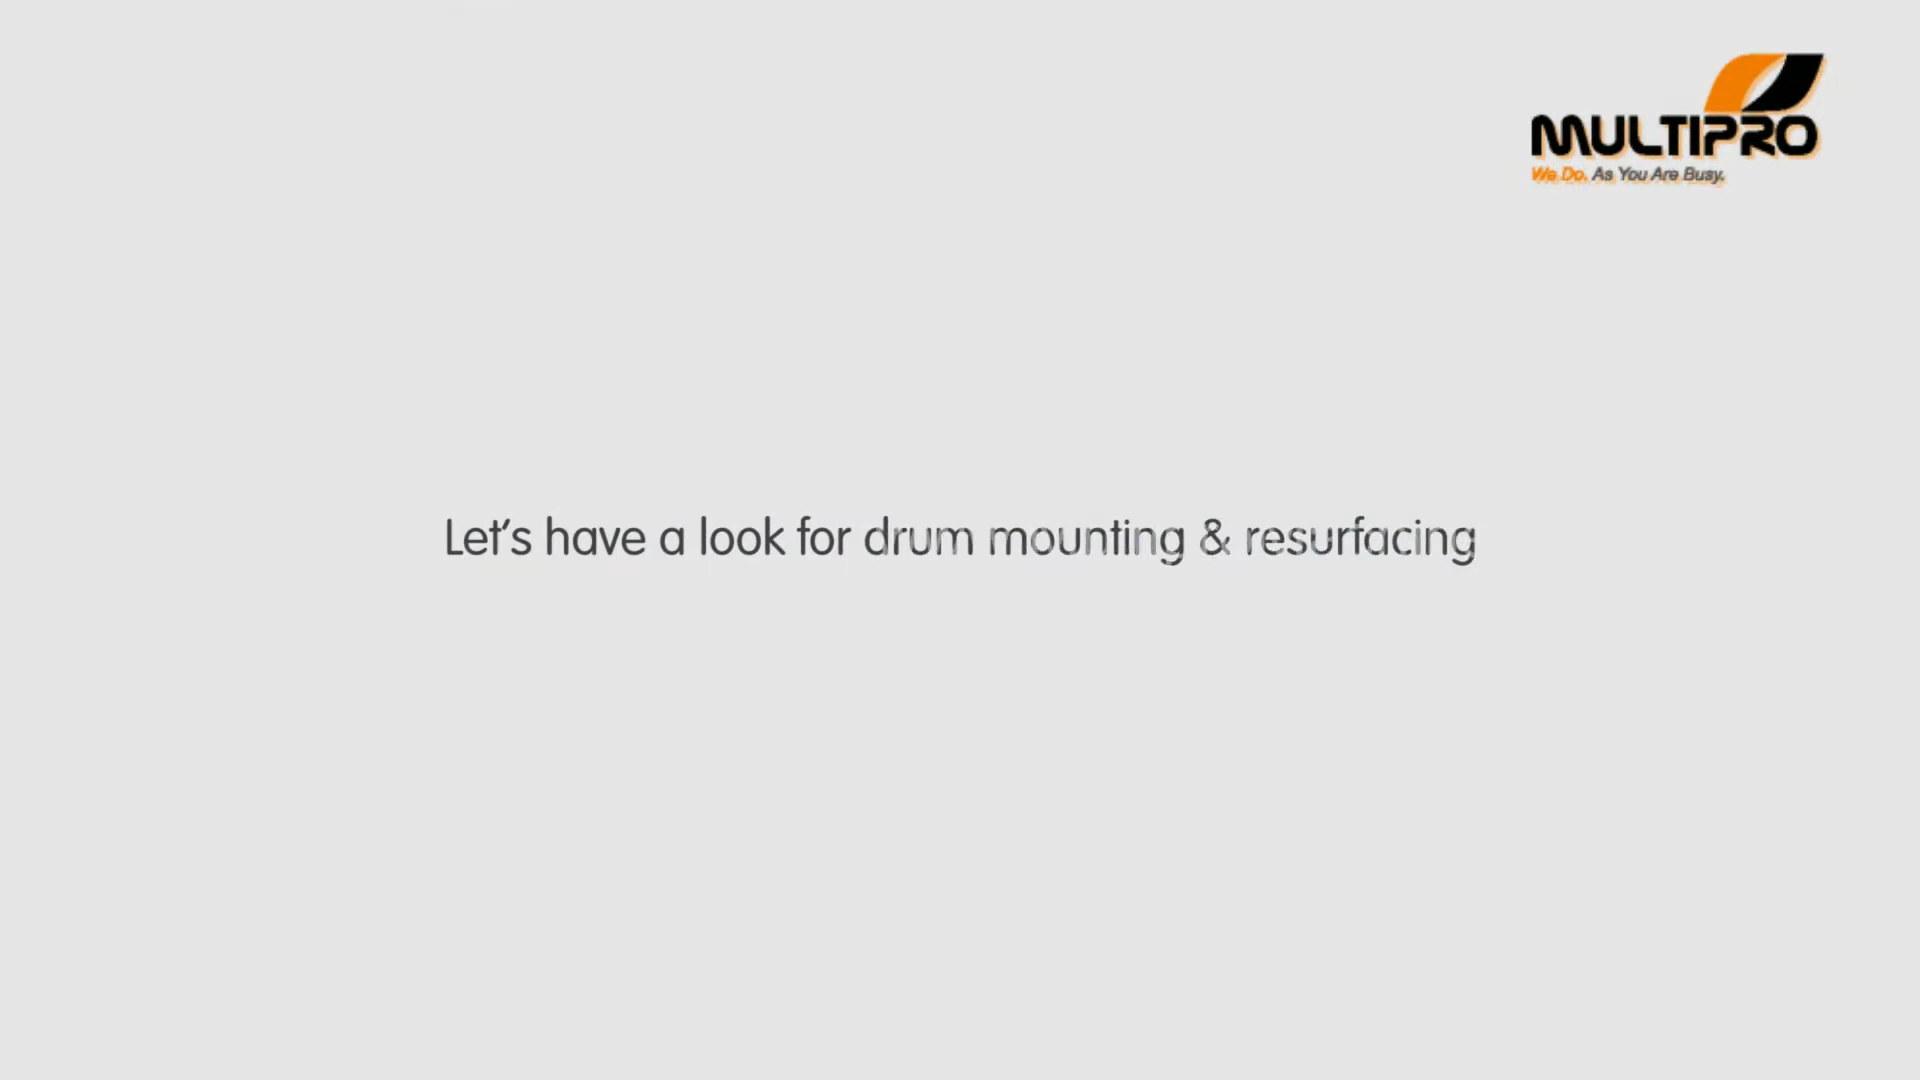 MULTIPRO
We Do. As You Are Busy.
Let's have a look for drum mounting & resurfacing